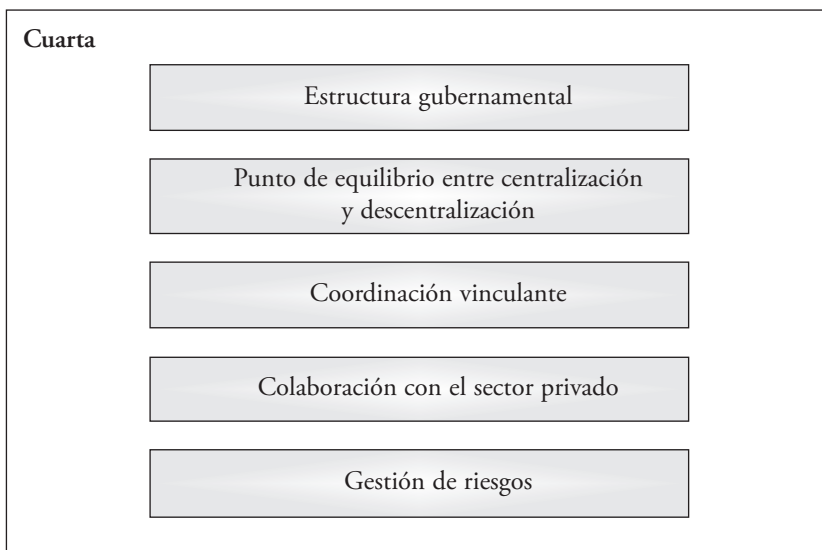 Cuarta
Estructura gubernamental
Punto de equilibrio entre centralización
y descentralización
Coordinación vinculante
Colaboración con el sector privado
Gestión de riesgos